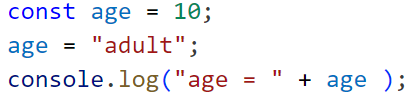 const age = 10;
age = "adult";
console.log("age = " + age );